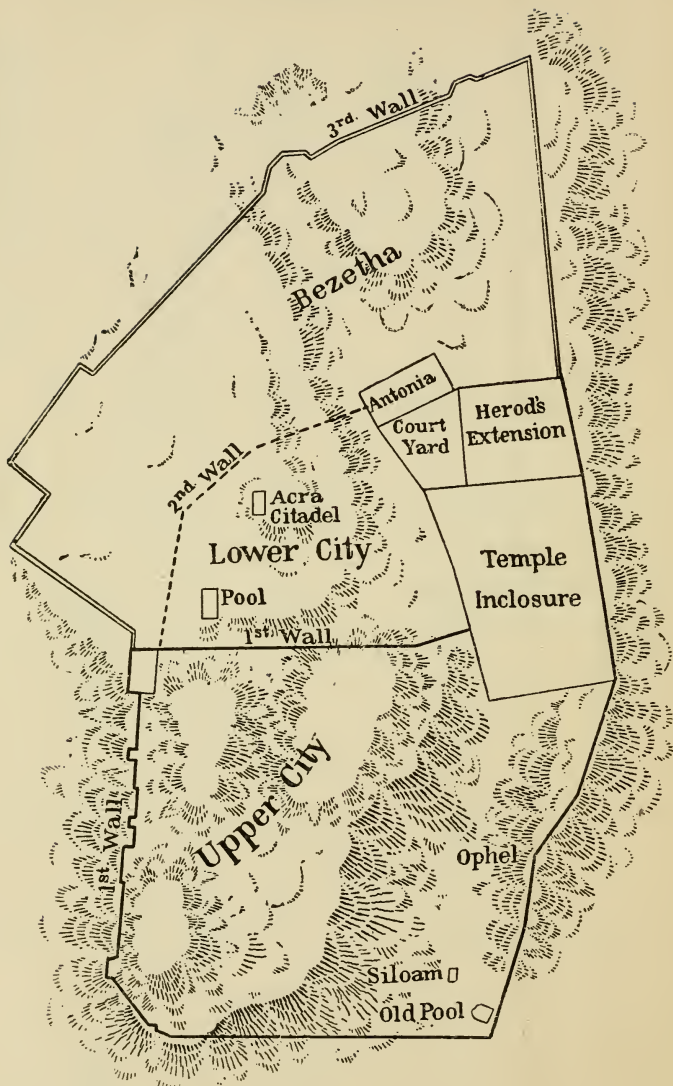 3rd. Wall
Bezetha
Antonia
Court
Yard
Herod's
Extension
2nd. Wall
Acra
Citadel
Lower City
Temple
Inclosure
Pool
1st. Wall
Upper City
1st Wall
Ophel
Siloam
Old Pool